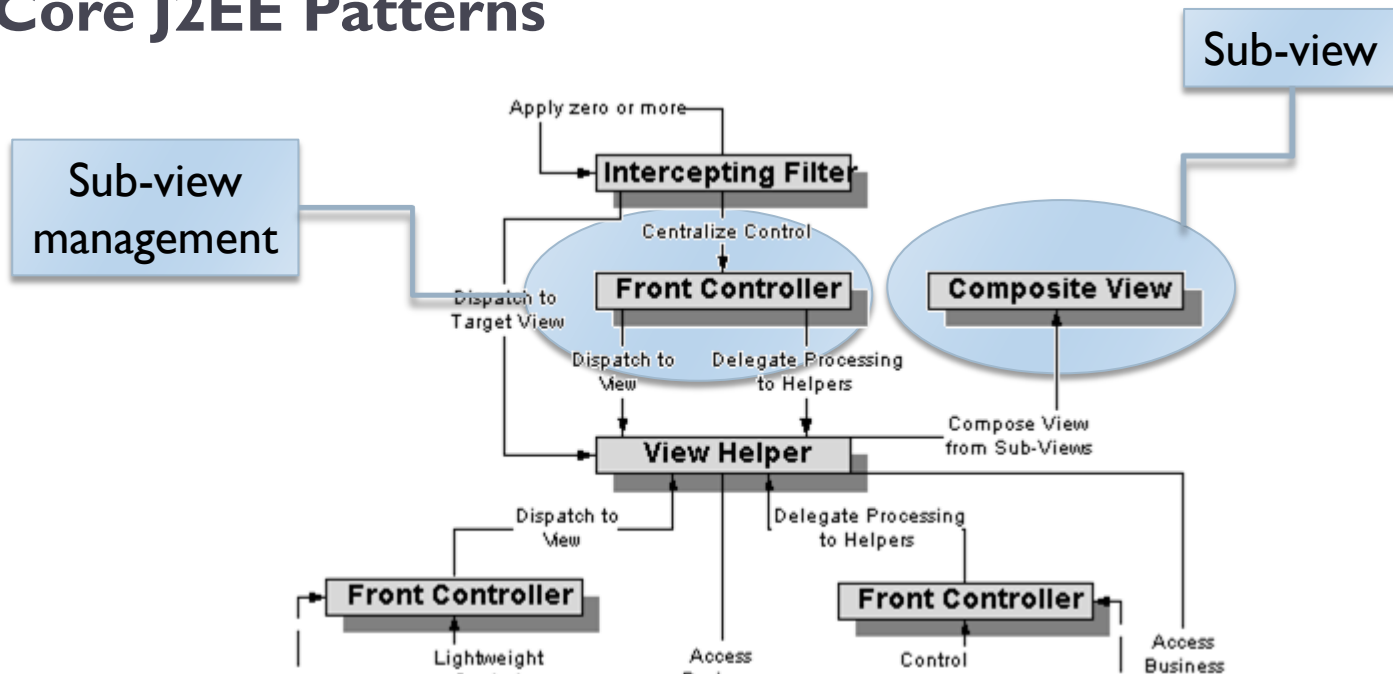 Core J2EE Patterns
Sub-view
Apply zero or more
Sub-view
management
Intercepting Filter
Centralize Control
Front Controller
Composite View
Dispatch to
Target View
Dispatch to
View
Delegate Processing
to Helpers
Compose View
from Sub-Views
View Helper
Dispatch to
View
Delegate Processing
to Helpers
Front Controller
Front Controller
Lightweight
Access
Control
Access
Business